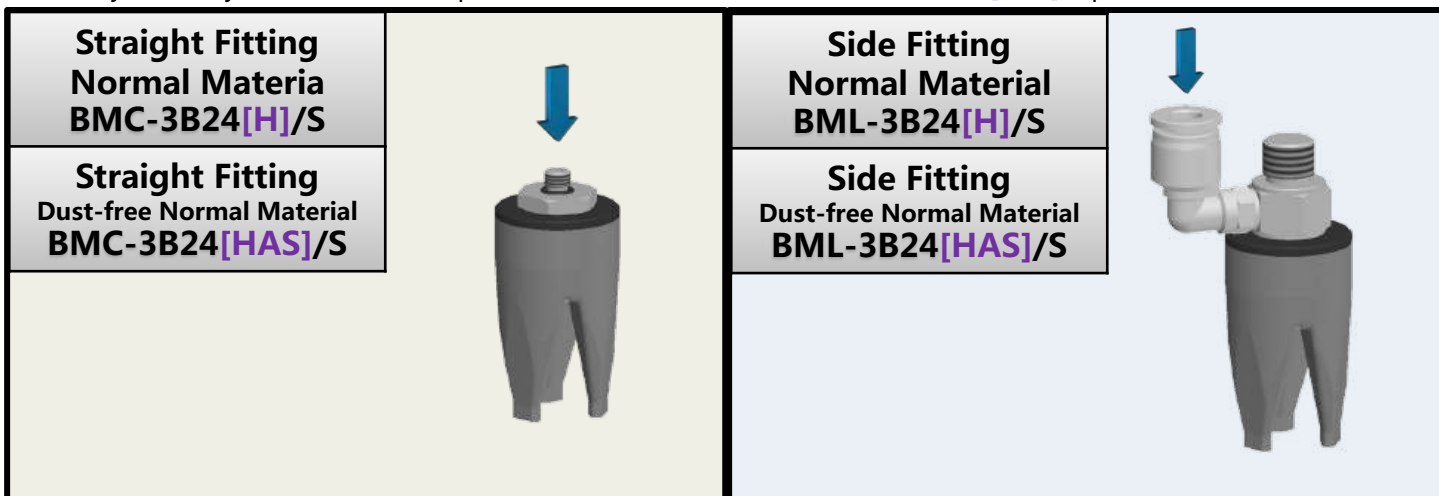 Straight Fitting
Normal Materia
BMC-3B24[H]/S
Straight Fitting
Dust-free Normal Material
BMC-3B24[HAS]/S
Side Fitting
Normal Material
BML-3B24[H]/S
Side Fitting
Dust-free Normal Material
BML-3B24[HAS]/S